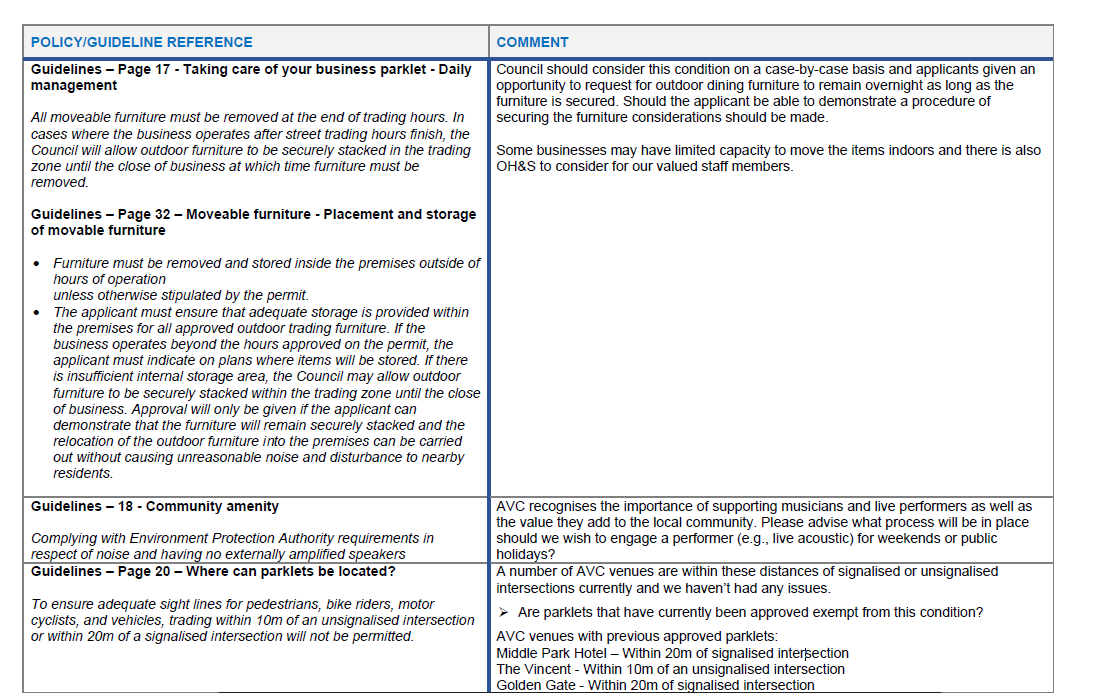 POLICY/GUIDELINE REFERENCE
COMMENT
Guidelines – Page 17 - Taking care of your business parklet - Daily
management
All moveable furniture must be removed at the end of trading hours. In
cases where the business operates after street trading hours finish, the
Council will allow outdoor furniture to be securely stacked in the trading
zone until the close of business at which time furniture must be
removed.
Guidelines – Page 32 – Moveable furniture - Placement and storage
of movable furniture
• Furniture must be removed and stored inside the premises outside of
hours of operation
unless otherwise stipulated by the permit.
• The applicant must ensure that adequate storage is provided within
the premises for all approved outdoor trading furniture. If the
business operates beyond the hours approved on the permit, the
applicant must indicate on plans where items will be stored. If there
is insufficient internal storage area, the Council may allow outdoor
furniture to be securely stacked within the trading zone until the close
of business. Approval will only be given if the applicant can
demonstrate that the furniture will remain securely stacked and the
relocation of the outdoor furniture into the premises can be carried
out without causing unreasonable noise and disturbance to nearby
residents.
Council should consider this condition on a case-by-case basis and applicants given an
opportunity to request for outdoor dining furniture to remain overnight as long as the
furniture is secured. Should the applicant be able to demonstrate a procedure of
securing the furniture considerations should be made.
Some businesses may have limited capacity to move the items indoors and there is also
OH&S to consider for our valued staff members.
Guidelines – 18 - Community amenity
Complying with Environment Protection Authority requirements in
respect of noise and having no externally amplified speakers
AVC recognises the importance of supporting musicians and live performers as well as
the value they add to the local community. Please advise what process will be in place
should we wish to engage a performer (e.g., live acoustic) for weekends or public
holidays?
Guidelines – Page 20 – Where can parklets be located?
To ensure adequate sight lines for pedestrians, bike riders, motor
cyclists, and vehicles, trading within 10m of an unsignalised intersection
or within 20m of a signalised intersection will not be permitted.
A number of AVC venues are within these distances of signalised or unsignalised
intersections currently and we haven't had any issues.
➢ Are parklets that have currently been approved exempt from this condition?
AVC venues with previous approved parklets:
Middle Park Hotel – Within 20m of signalised intersection
The Vincent - Within 10m of an unsignalised intersection
Golden Gate - Within 20m of signalised intersection